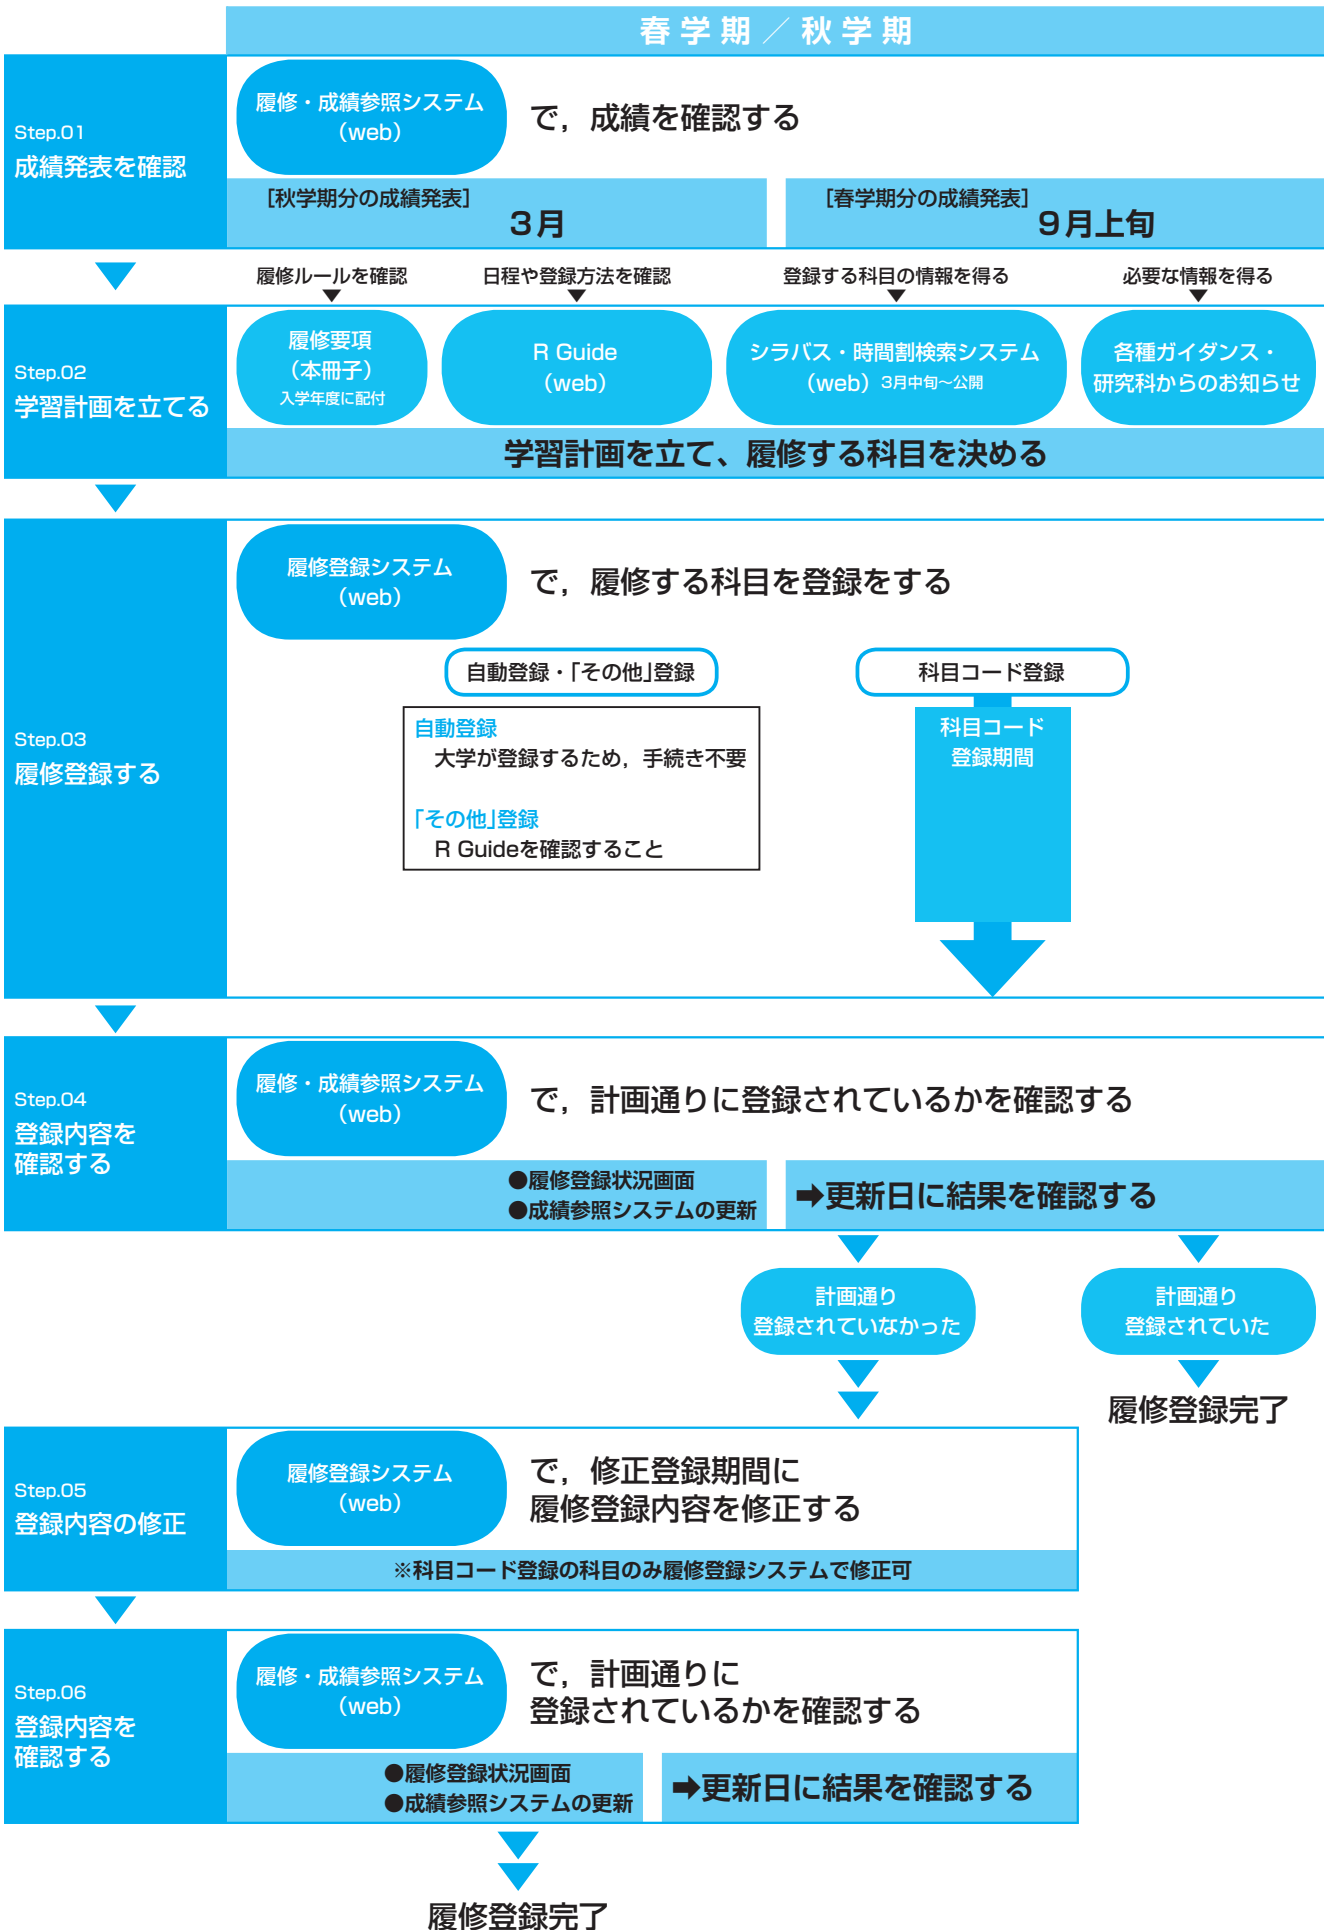 春学期／秋学期
Step.01
成績発表を確認
履修・成績参照システム
（web）
で，成績を確認する
［秋学期分の成績発表］
3月
［春学期分の成績発表］
9月上旬
履修ルールを確認
日程や登録方法を確認
登録する科目の情報を得る
必要な情報を得る
Step.02
学習計画を立てる
履修要項
（本冊子）
入学年度に配付
R Guide
（web）
シラバス・時間割検索システム
（web）3月中旬～公開
各種ガイダンス・
研究科からのお知らせ
学習計画を立て、履修する科目を決める
Step.03
履修登録する
履修登録システム
（web）
で，履修する科目を登録をする
自動登録・「その他」登録
自動登録
大学が登録するため，手続き不要
「その他」登録
R Guideを確認すること
科目コード登録
科目コード
登録期間
Step.04
登録内容を
確認する
履修・成績参照システム
（web）
で，計画通りに登録されているかを確認する
●履修登録状況画面
●成績参照システムの更新
➡更新日に結果を確認する
計画通り
登録されていなかった
計画通り
登録されていた
履修登録完了
Step.05
登録内容の修正
履修登録システム
（web）
で，修正登録期間に
履修登録内容を修正する
※科目コード登録の科目のみ履修登録システムで修正可
Step.06
登録内容を
確認する
履修・成績参照システム
（web）
で，計画通りに
登録されているかを確認する
●履修登録状況画面
●成績参照システムの更新
➡更新日に結果を確認する
履修登録完了